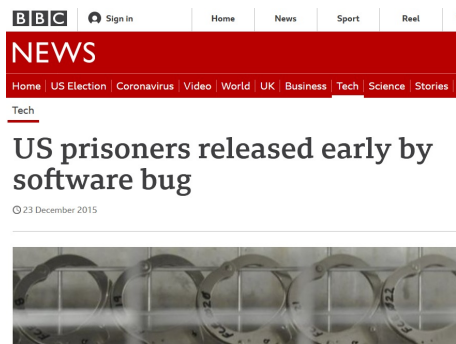 BBC Sign in Home News Sport Reel
NEWS
Home US Election Coronavirus Video World UK Business Tech Science Stories
Tech
US prisoners released early by
software bug
23 December 2015